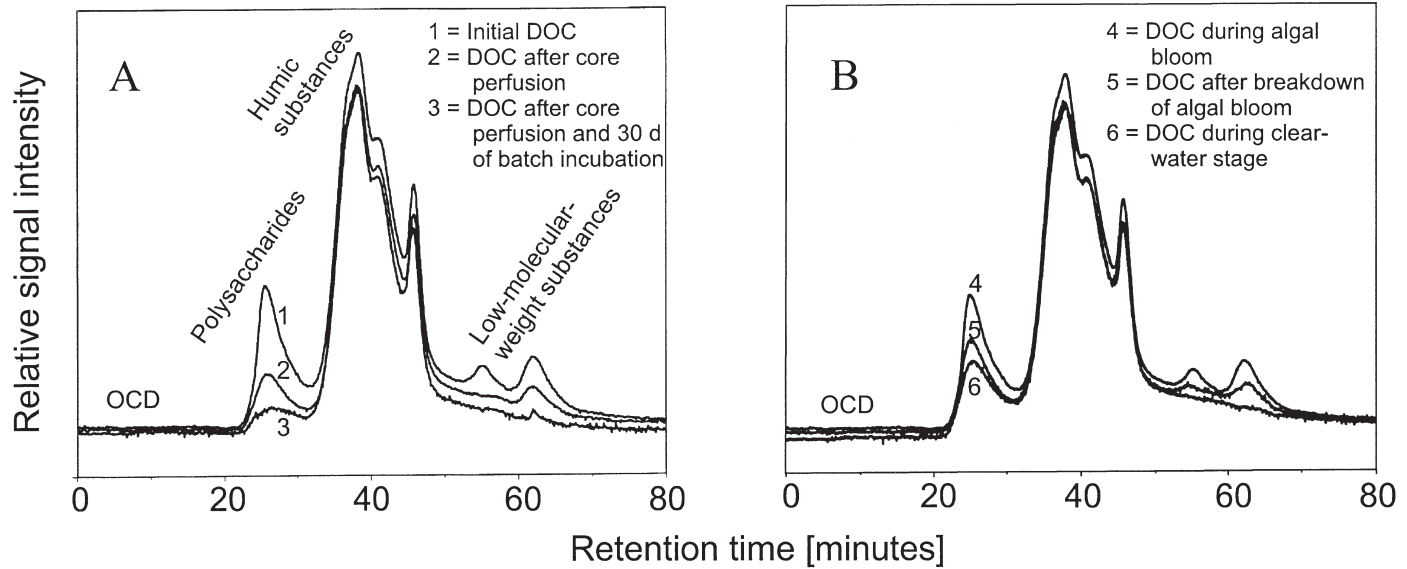 Relative signal intensity
A
Humic
substances
1 = Initial DOC
2 = DOC after core
perfusion
3 = DOC after core
perfusion and 30 d
of batch incubation
Polysaccharides
Low-molecular-
weight substances
1
2
3
OCD
0 20 40 60 80
B
4 = DOC during algal
bloom
5 = DOC after breakdown
of algal bloom
6 = DOC during clear-
water stage
4
5
6
OCD
0 20 40 60 80
Retention time [minutes]